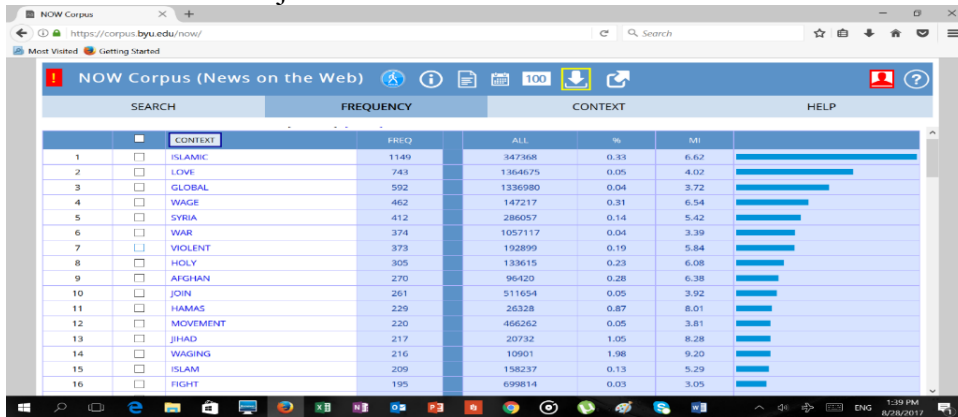 NOW Corpus
https://corpus.byu.edu/now/
Search
Most Visited Getting Started
! NOW Corpus (News on the Web) 100 ?
SEARCH FREQUENCY CONTEXT HELP
CONTEXT FREQ ALL % MI
1 ISLAMIC 1149 347368 0.33 6.62
2 LOVE 743 1364675 0.05 4.02
3 GLOBAL 592 1336980 0.04 3.72
4 WAGE 462 147217 0.31 6.54
5 SYRIA 412 286057 0.14 5.42
6 WAR 374 1057117 0.04 3.39
7 VIOLENT 373 192899 0.19 5.84
8 HOLY 305 133615 0.23 6.08
9 AFGHAN 270 96420 0.28 6.38
10 JOIN 261 511654 0.05 3.92
11 HAMAS 229 26328 0.87 8.01
12 MOVEMENT 220 466262 0.05 3.81
13 JIHAD 217 20732 1.05 8.28
14 WAGING 216 10901 1.98 9.20
15 ISLAM 209 158237 0.13 5.29
16 FIGHT 195 699814 0.03 3.05
ENG 1:39 PM
8/28/2017